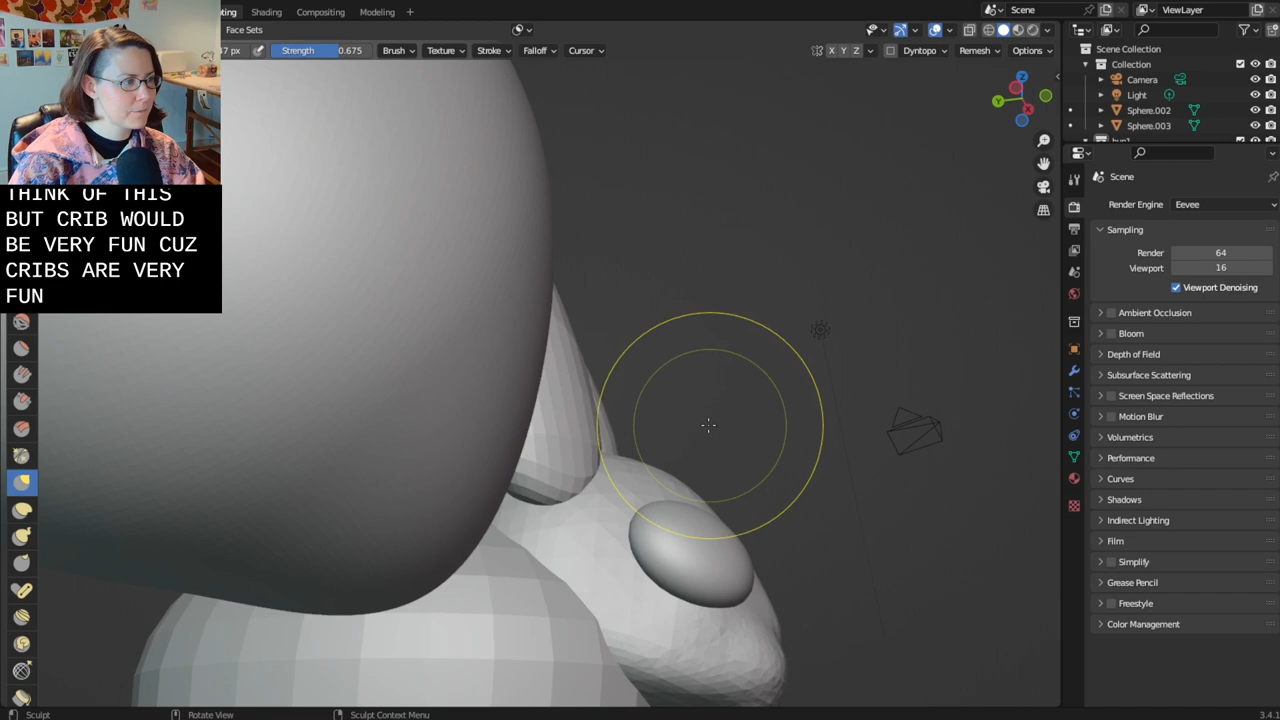 Shading
Compositing
Modeling
+
Scene
ViewLayer
Face Sets
px
Strength
0.675
Brush
Texture
Stroke
Falloff
Cursor
X Y Z
Dyntopo
Remesh
Options
Scene Collection
Collection
Camera
Light
Sphere.002
Sphere.003
Z
Y
X
THINK OF THIS
BUT CRIB WOULD
BE VERY FUN CUZ
CRIBS ARE VERY
FUN
Scene
Render Engine
Eevee
Sampling
Render
64
Viewport
16
Viewport Denoising
Ambient Occlusion
Bloom
Depth of Field
Subsurface Scattering
Screen Space Reflections
Motion Blur
Volumetrics
Performance
Curves
Shadows
Indirect Lighting
Film
Simplify
Grease Pencil
Freestyle
Color Management
Sculpt
Rotate View
Sculpt Context Menu
3.4.1